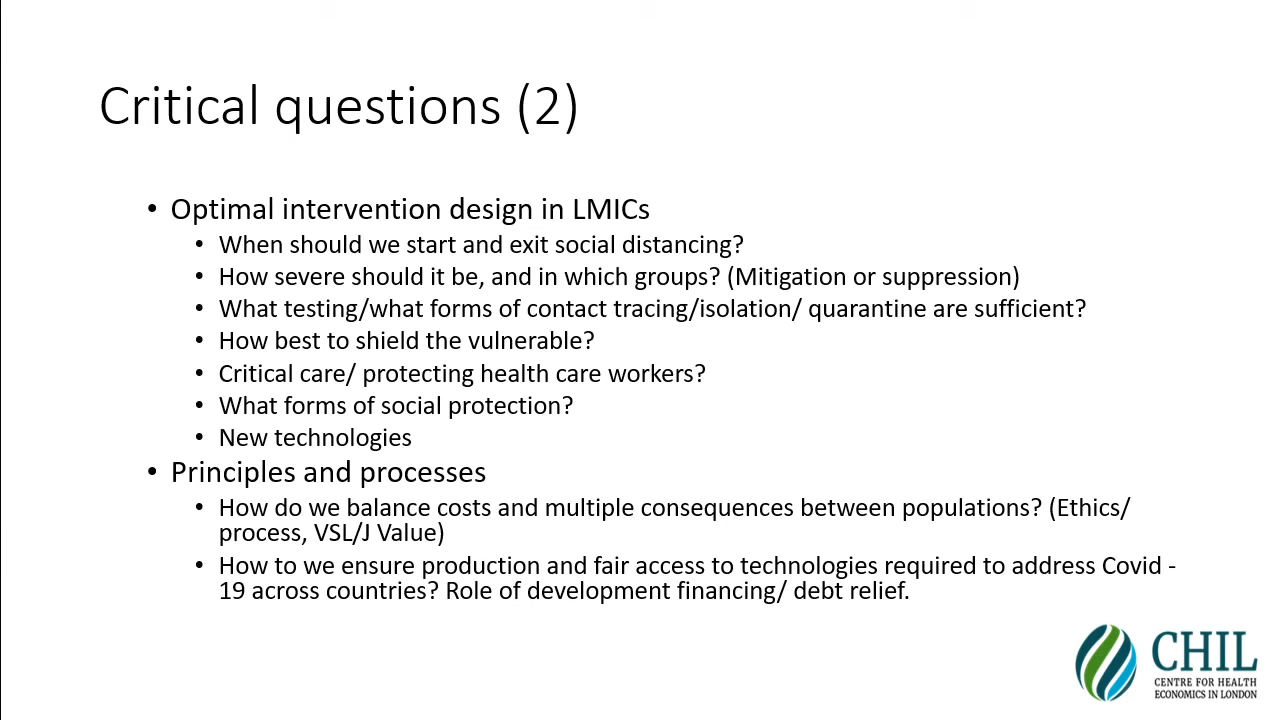 Critical questions (2)
• Optimal intervention design in LMICs
• When should we start and exit social distancing?
• How severe should it be, and in which groups? (Mitigation or suppression)
• What testing/what forms of contact tracing/isolation/ quarantine are sufficient?
• How best to shield the vulnerable?
• Critical care/ protecting health care workers?
• What forms of social protection?
• New technologies
• Principles and processes
• How do we balance costs and multiple consequences between populations? (Ethics/
process, VSL/J Value)
• How to we ensure production and fair access to technologies required to address Covid -
19 across countries? Role of development financing/ debt relief.
CHIL
CENTRE FOR HEALTH
ECONOMICS IN LONDON